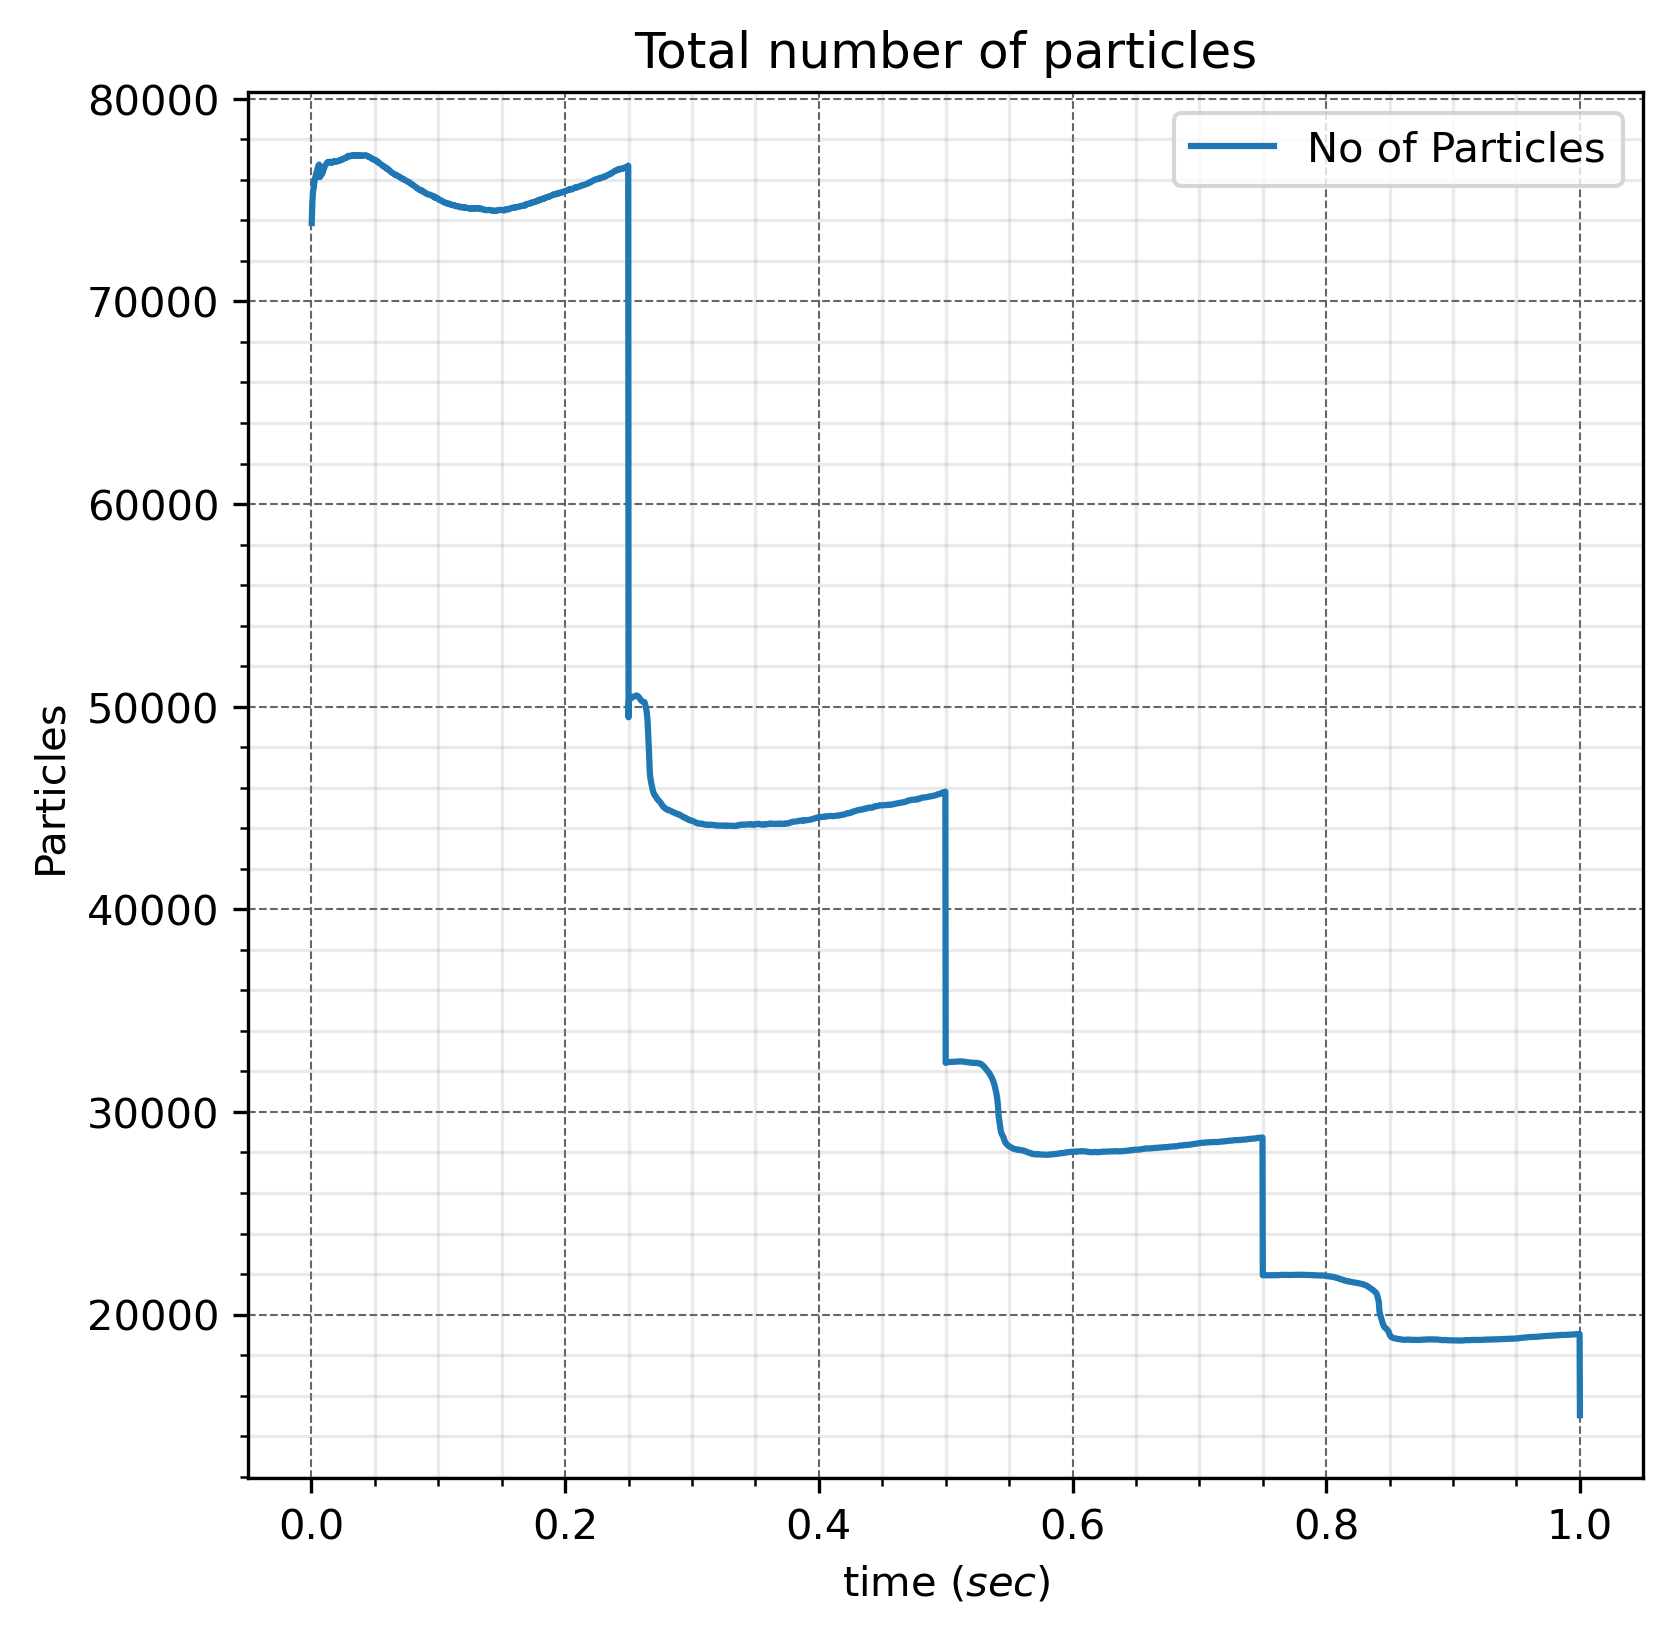 Total number of particles
80000
70000
60000
50000
40000
30000
20000
Particles
No of Particles
0.0 0.2 0.4 0.6 0.8 1.0
time (sec)